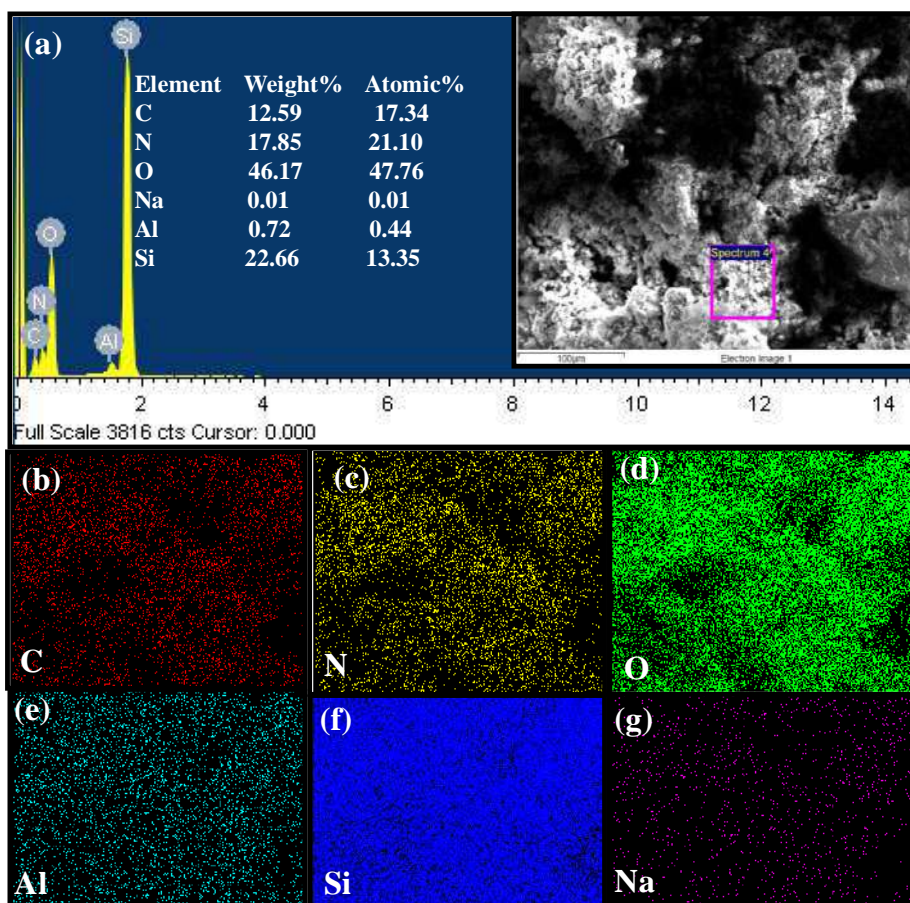 (a)
Si
O
N
C
Al
Element Weight% Atomic%
C 12.59 17.34
N 17.85 21.10
O 46.17 47.76
Na 0.01 0.01
Al 0.72 0.44
Si 22.66 13.35
Spectrum 4
100µm Electron Image 1
0 2 4 6 8 10 12 14
Full Scale 3816 cts Cursor: 0.000
(b)
C
(c)
N
(d)
O
(e)
Al
(f)
Si
(g)
Na